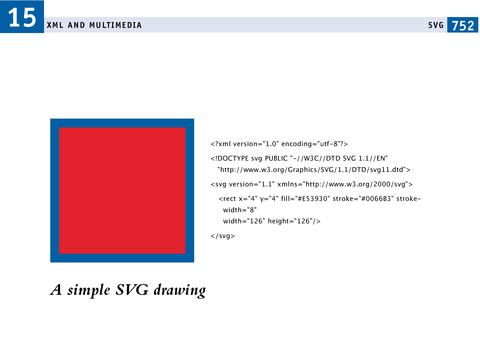 15
XML AND MULTIMEDIA
SVG 752
<?xml version="1.0" encoding="utf-8"?>
<!DOCTYPE svg PUBLIC "-//W3C//DTD SVG 1.1//EN"
"http://www.w3.org/Graphics/SVG/1.1/DTD/svg11.dtd">
<svg version="1.1" xmlns="http://www.w3.org/2000/svg">
<rect x="4" y="4" fill="#E53930" stroke="#0066B3" stroke-
width="8"
width="126" height="126"/>
</svg>
A simple SVG drawing